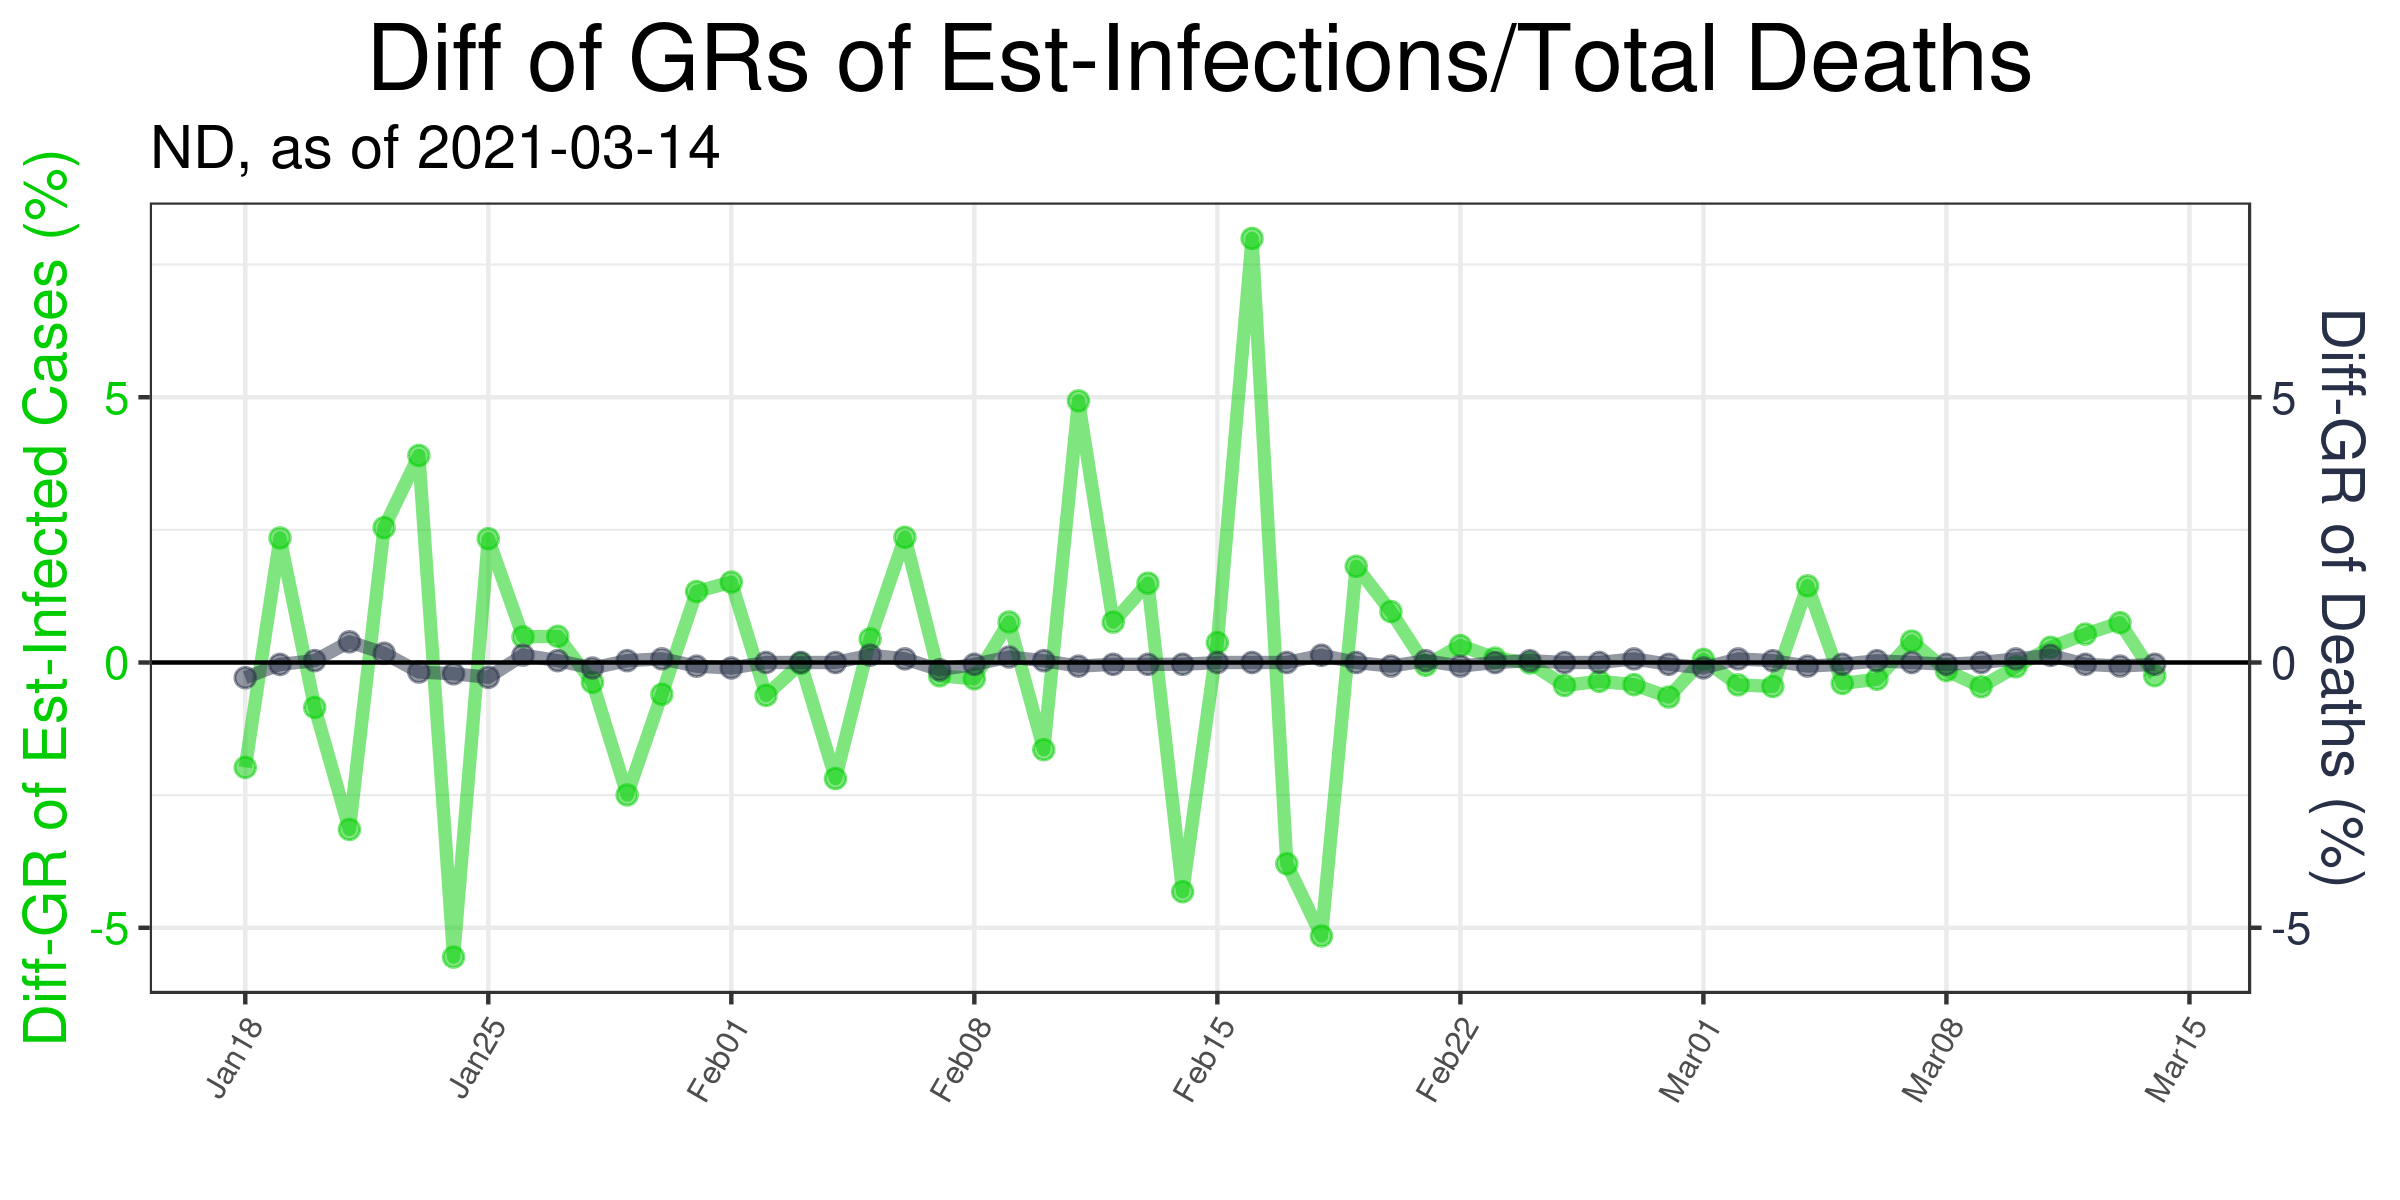 Diff of GRs of Est-Infections/Total Deaths
ND, as of 2021-03-14
Diff-GR of Est-Infected Cases (%)
5
0
-5
5
0
-5
Diff-GR of Deaths (%)
Jan18
Jan25
Feb01
Feb08
Feb15
Feb22
Mar01
Mar08
Mar15